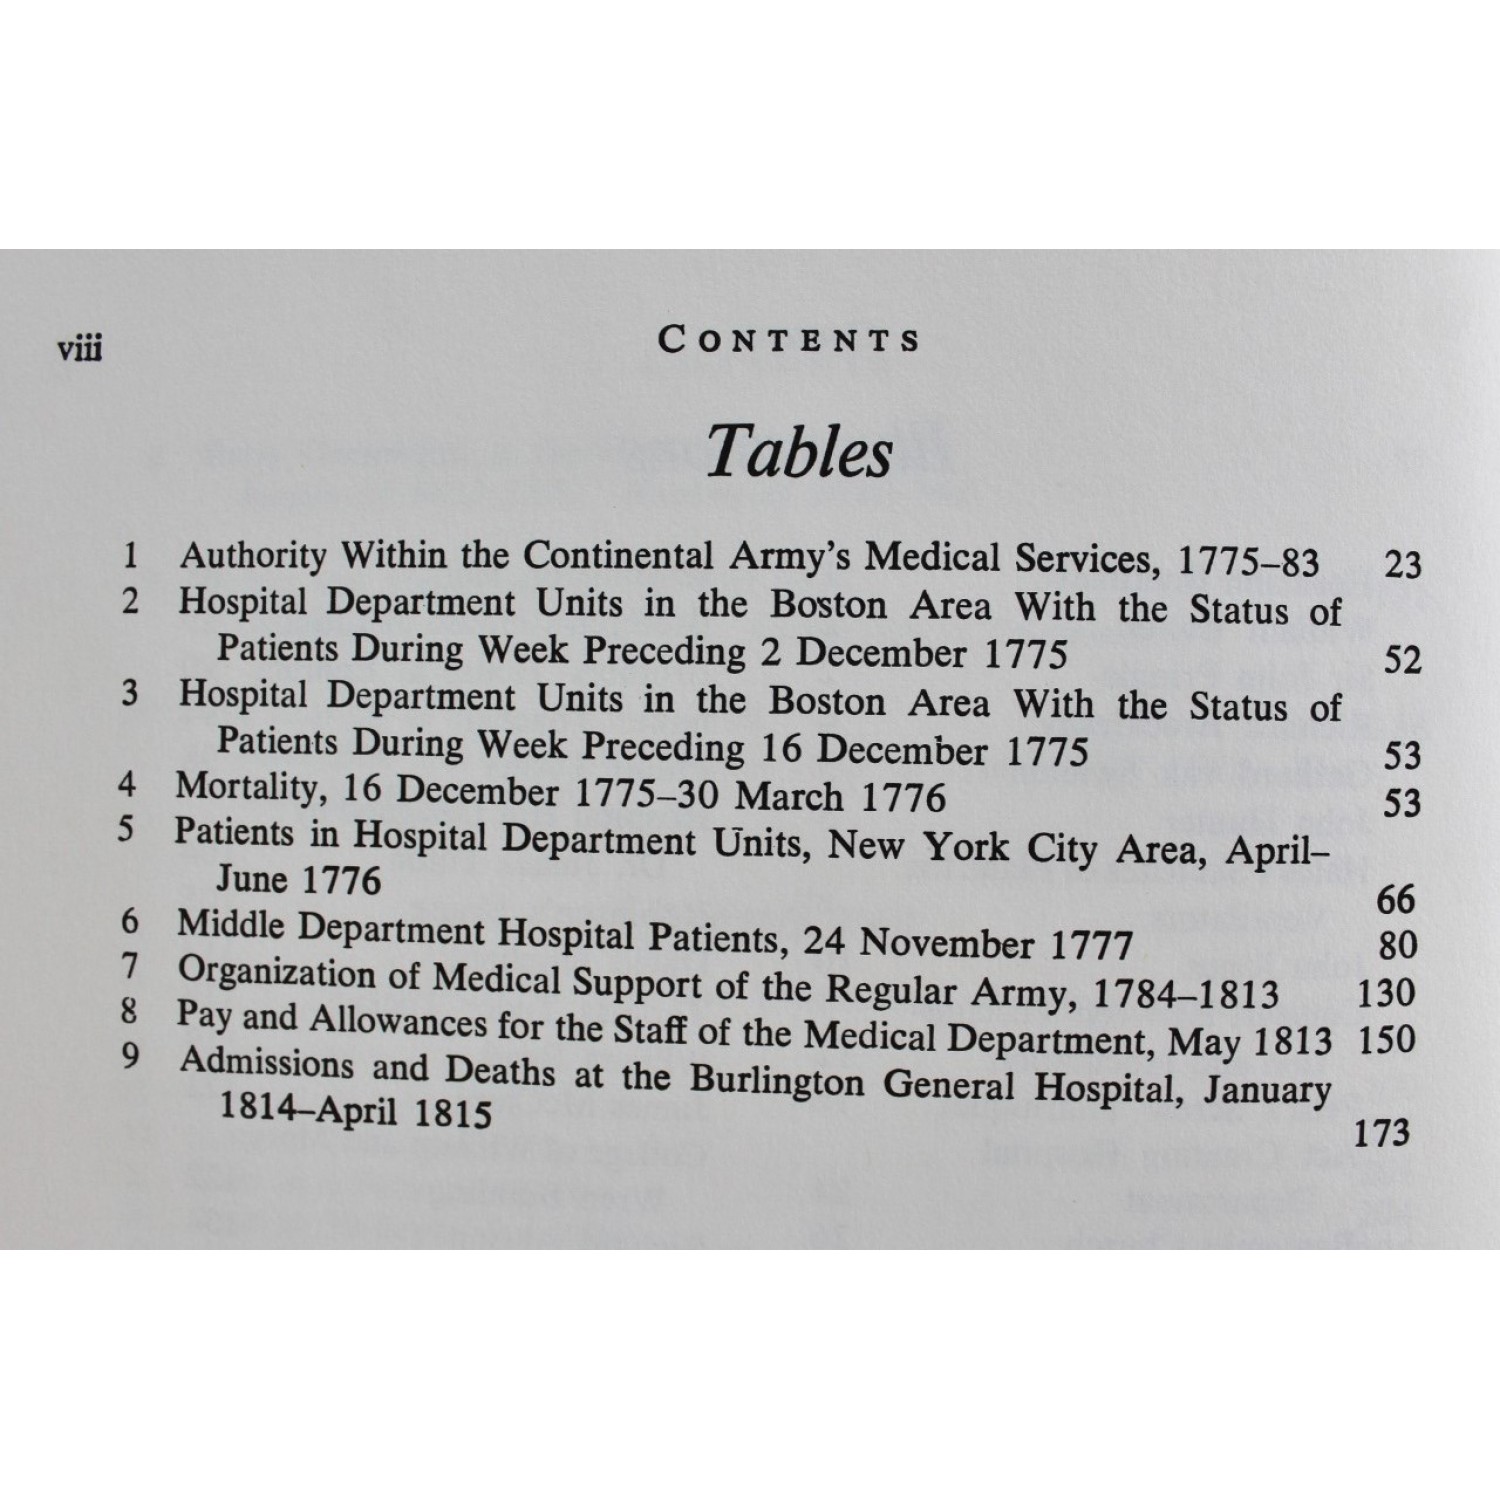 viii CONTENTS
Tables
1 Authority Within the Continental Army's Medical Services, 1775–83 23
2 Hospital Department Units in the Boston Area With the Status of
Patients During Week Preceding 2 December 1775 52
3 Hospital Department Units in the Boston Area With the Status of
Patients During Week Preceding 16 December 1775 53
4 Mortality, 16 December 1775–30 March 1776 53
5 Patients in Hospital Department Units, New York City Area, April–
June 1776 66
6 Middle Department Hospital Patients, 24 November 1777 80
7 Organization of Medical Support of the Regular Army, 1784–1813 130
8 Pay and Allowances for the Staff of the Medical Department, May 1813 150
9 Admissions and Deaths at the Burlington General Hospital, January
1814–April 1815 173